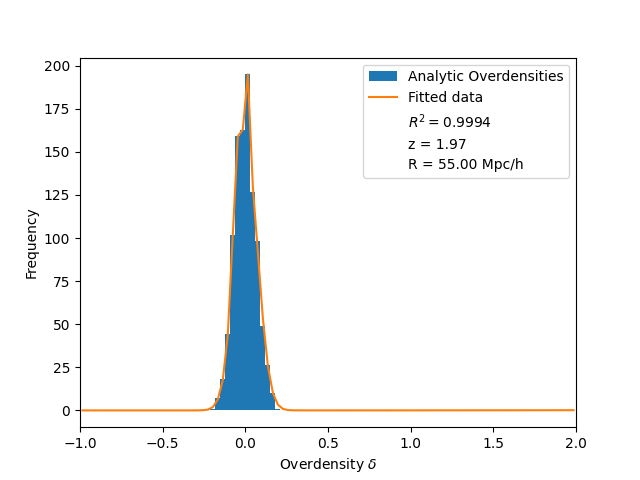 200
175
150
125
100
75
50
25
0
Frequency
Analytic Overdensities
Fitted data
R² = 0.9994
z = 1.97
R = 55.00 Mpc/h
−1.0 −0.5 0.0 0.5 1.0 1.5 2.0
Overdensity δ